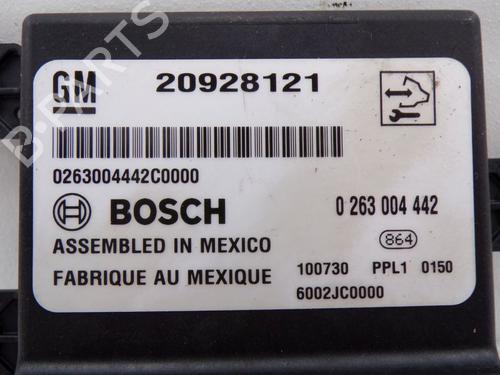 GM 20928121
0263004442C0000
BOSCH 0 263 004 442
864
ASSEMBLED IN MEXICO
FABRIQUE AU MEXIQUE 100730 PPL1 0150
6002JC0000
B-PARTS